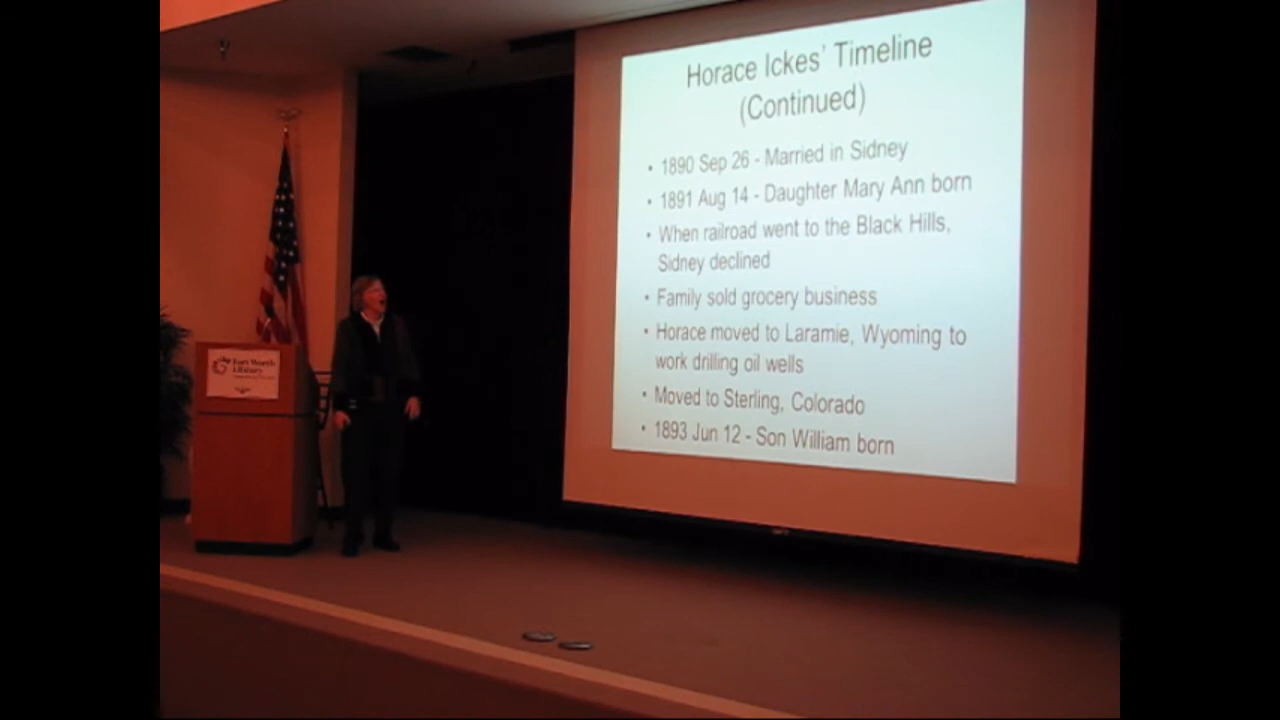 Horace Ickes' Timeline
(Continued)
• 1890 Sep 26 - Married in Sidney
• 1891 Aug 14 - Daughter Mary Ann born
• When railroad went to the Black Hills,
Sidney declined
• Family sold grocery business
• Horace moved to Laramie, Wyoming to
work drilling oil wells
• Moved to Sterling, Colorado
• 1893 Jun 12 - Son William born
Fort Worth
Library